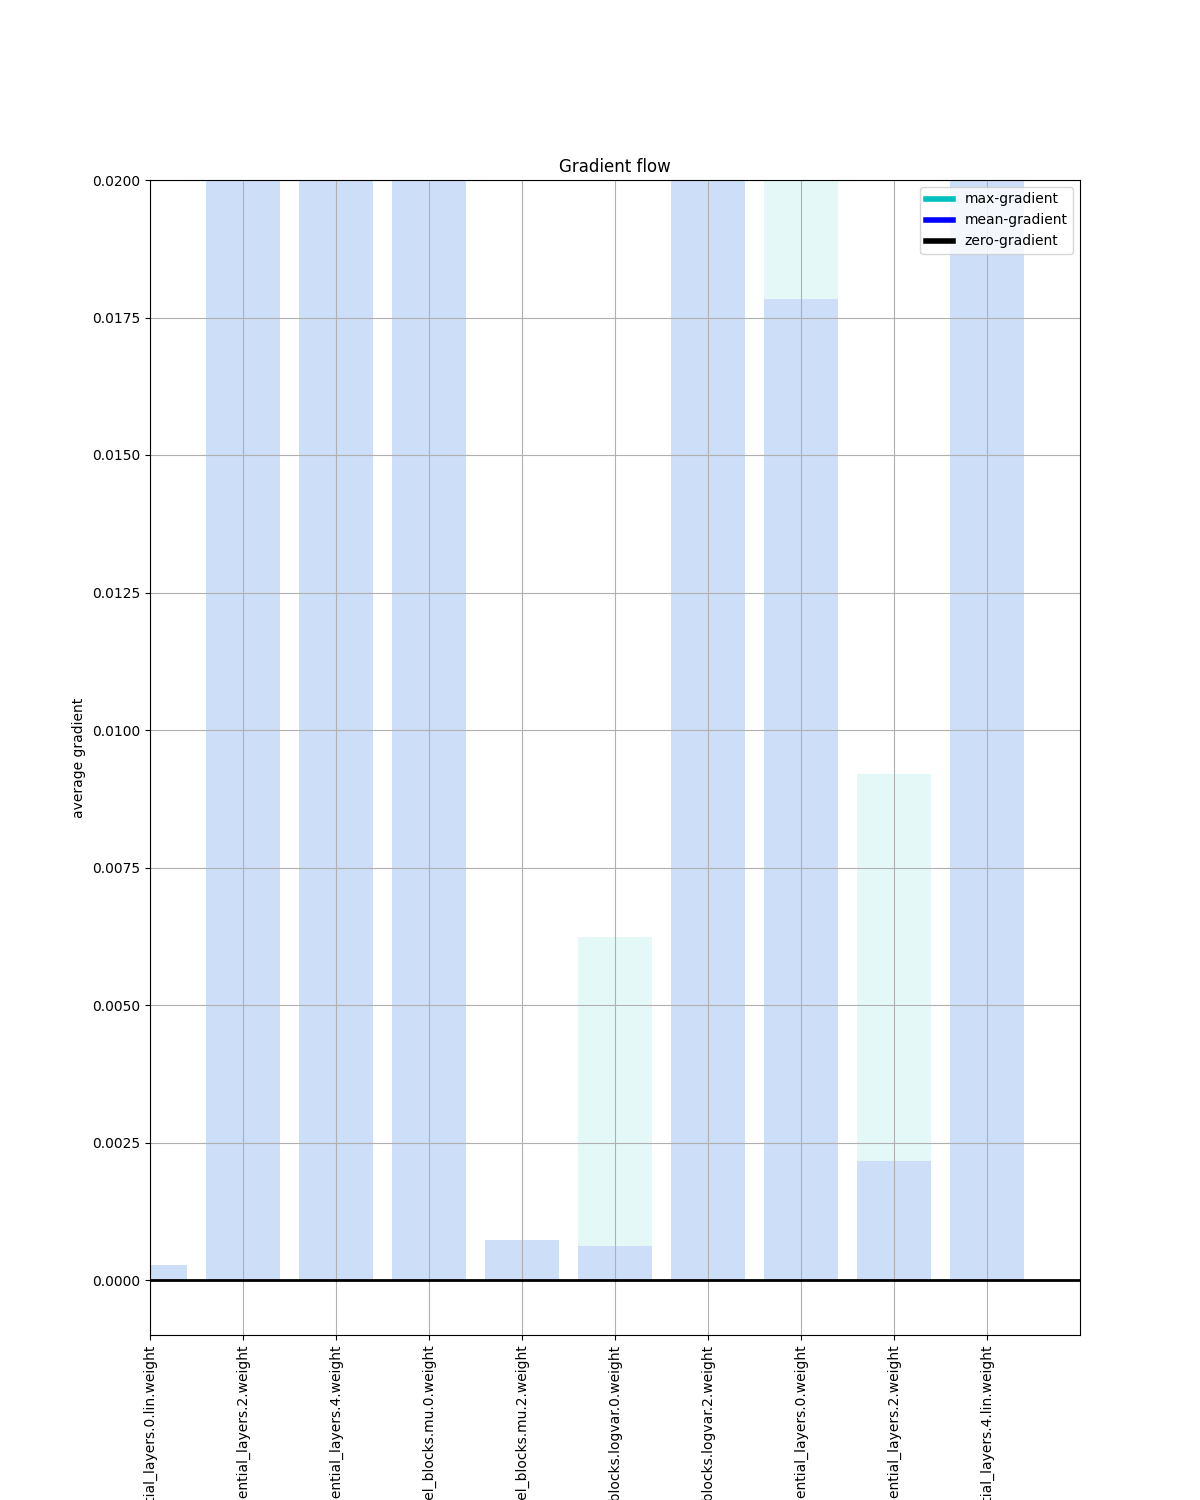 Gradient flow
max-gradient
mean-gradient
zero-gradient
average gradient
0.0200
0.0175
0.0150
0.0125
0.0100
0.0075
0.0050
0.0025
0.0000
tial_layers.0.lin.weight
ential_layers.2.weight
ential_layers.4.weight
el_blocks.mu.0.weight
el_blocks.mu.2.weight
blocks.logvar.0.weight
blocks.logvar.2.weight
ential_layers.0.weight
ential_layers.2.weight
tial_layers.4.lin.weight